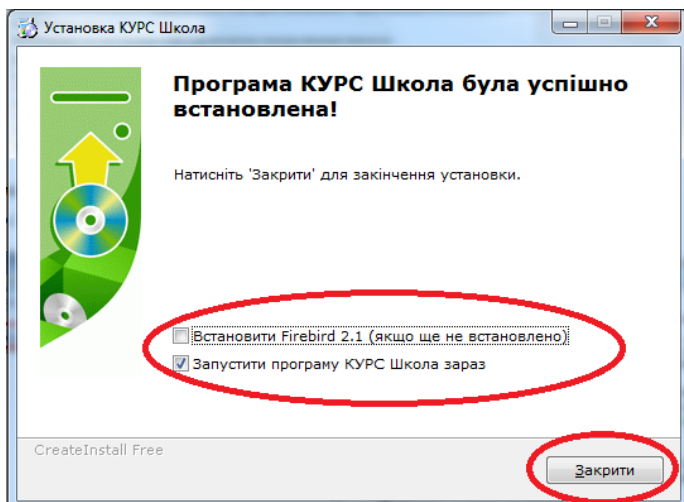 Установка КУРС Школа
Програма КУРС Школа була успішно
встановлена!
Натисніть 'Закрити' для закінчення установки.
Встановити Firebird 2.1 (якщо ще не встановлено)
Запустити програму КУРС Школа зараз
CreateInstall Free
Закрити